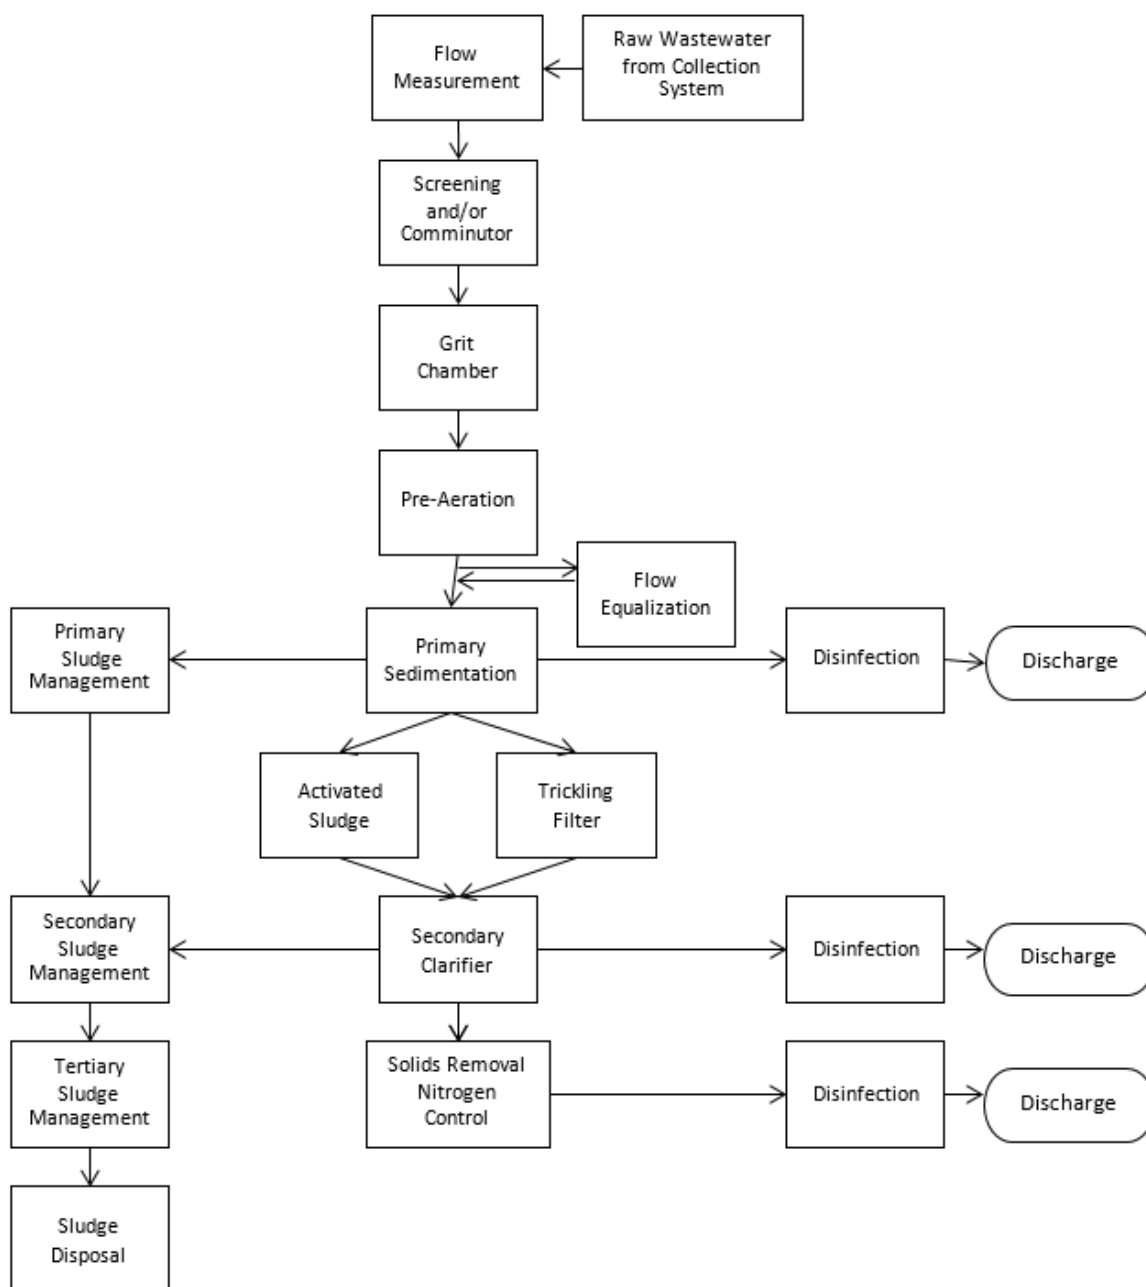 Flow
Measurement
Raw Wastewater
from Collection
System
Screening
and/or
Comminutor
Grit
Chamber
Pre-Aeration
Flow
Equalization
Primary
Sludge
Management
Primary
Sedimentation
Disinfection
Discharge
Activated
Sludge
Trickling
Filter
Secondary
Sludge
Management
Secondary
Clarifier
Disinfection
Discharge
Tertiary
Sludge
Management
Solids Removal
Nitrogen
Control
Disinfection
Discharge
Sludge
Disposal